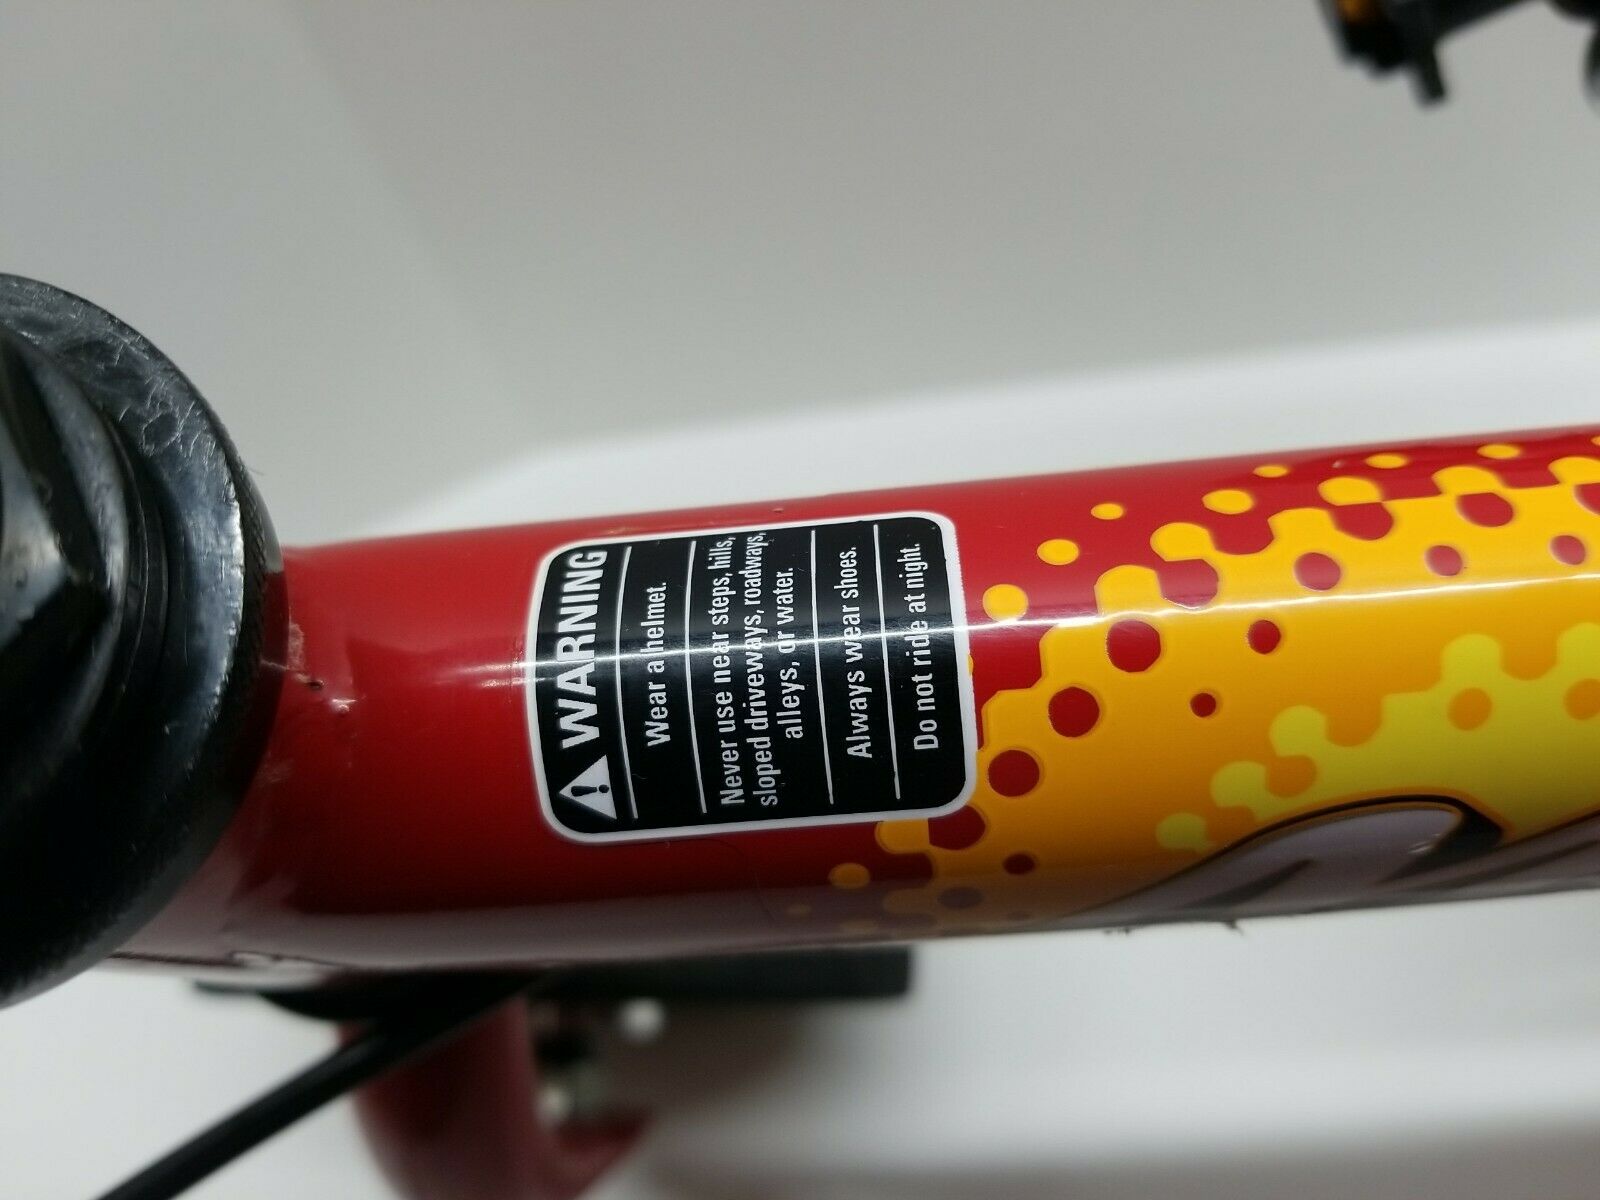 ⚠ WARNING
Wear a helmet.
Never use near steps, hills,
sloped driveways, roadways,
alleys, or water.
Always wear shoes.
Do not ride at night.